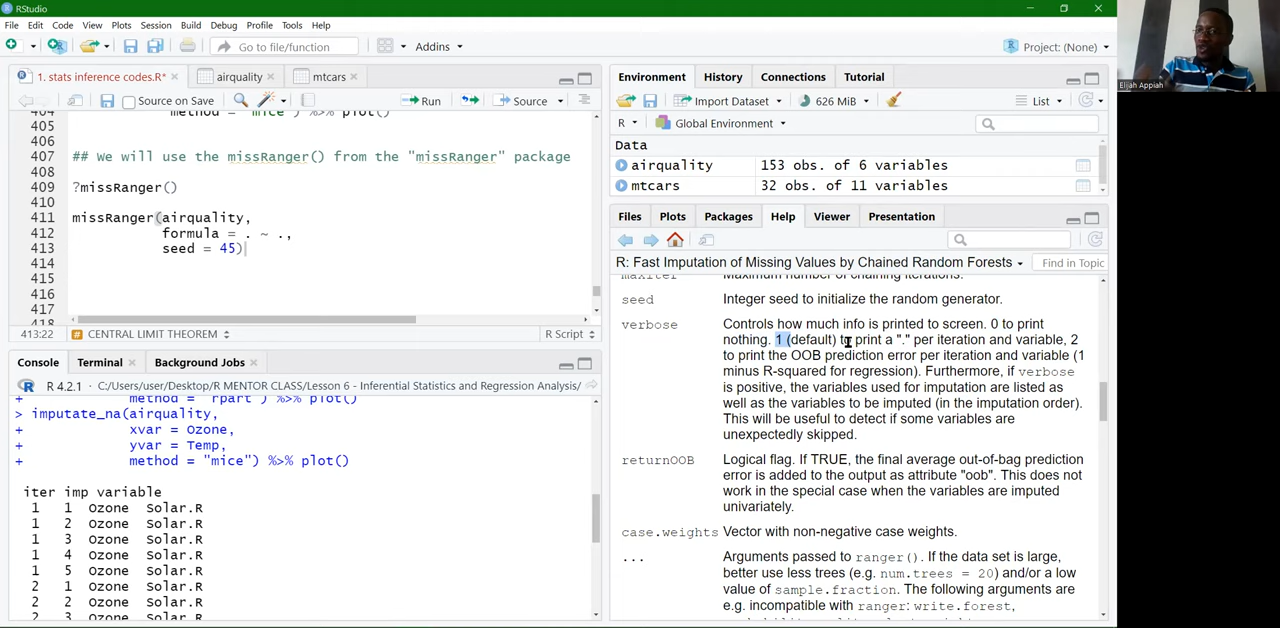 RStudio
File Edit Code View Plots Session Build Debug Profile Tools Help
Go to file/function Addins Project: (None)
1. stats inference codes.R* airquality mtcars
Source on Save Run Source
405
406
407 ## We will use the missRanger() from the "missRanger" package
408
409 ?missRanger()
410
411 missRanger(airquality,
412 formula = . ~ .,
413 seed = 45)
414
415
416
417
413:22 CENTRAL LIMIT THEOREM R Script
Console Terminal Background Jobs
R 4.2.1 · C:/Users/user/Desktop/R MENTOR CLASS/Lesson 6 - Inferential Statistics and Regression Analysis/
+ method = "rpart") %>% plot()
> imputate_na(airquality,
+ xvar = Ozone,
+ yvar = Temp,
+ method = "mice") %>% plot()
iter imp variable
1 1 Ozone Solar.R
1 2 Ozone Solar.R
1 3 Ozone Solar.R
1 4 Ozone Solar.R
1 5 Ozone Solar.R
2 1 Ozone Solar.R
2 2 Ozone Solar.R
2 3 Ozone Solar.R
Environment History Connections Tutorial
Import Dataset 626 MiB List
R Global Environment
Data
airquality 153 obs. of 6 variables
mtcars 32 obs. of 11 variables
Files Plots Packages Help Viewer Presentation
R: Fast Imputation of Missing Values by Chained Random Forests Find in Topic
maxiter Maximum number of chaining iterations.
seed Integer seed to initialize the random generator.
verbose Controls how much info is printed to screen. 0 to print
nothing. 1 (default) to print a "." per iteration and variable, 2
to print the OOB prediction error per iteration and variable (1
minus R-squared for regression). Furthermore, if verbose
is positive, the variables used for imputation are listed as
well as the variables to be imputed (in the imputation order).
This will be useful to detect if some variables are
unexpectedly skipped.
returnOOB Logical flag. If TRUE, the final average out-of-bag prediction
error is added to the output as attribute "oob". This does not
work in the special case when the variables are imputed
univariately.
case.weights Vector with non-negative case weights.
... Arguments passed to ranger(). If the data set is large,
better use less trees (e.g. num.trees = 20) and/or a low
value of sample.fraction. The following arguments are
e.g. incompatible with ranger: write.forest,
Elijah Appiah